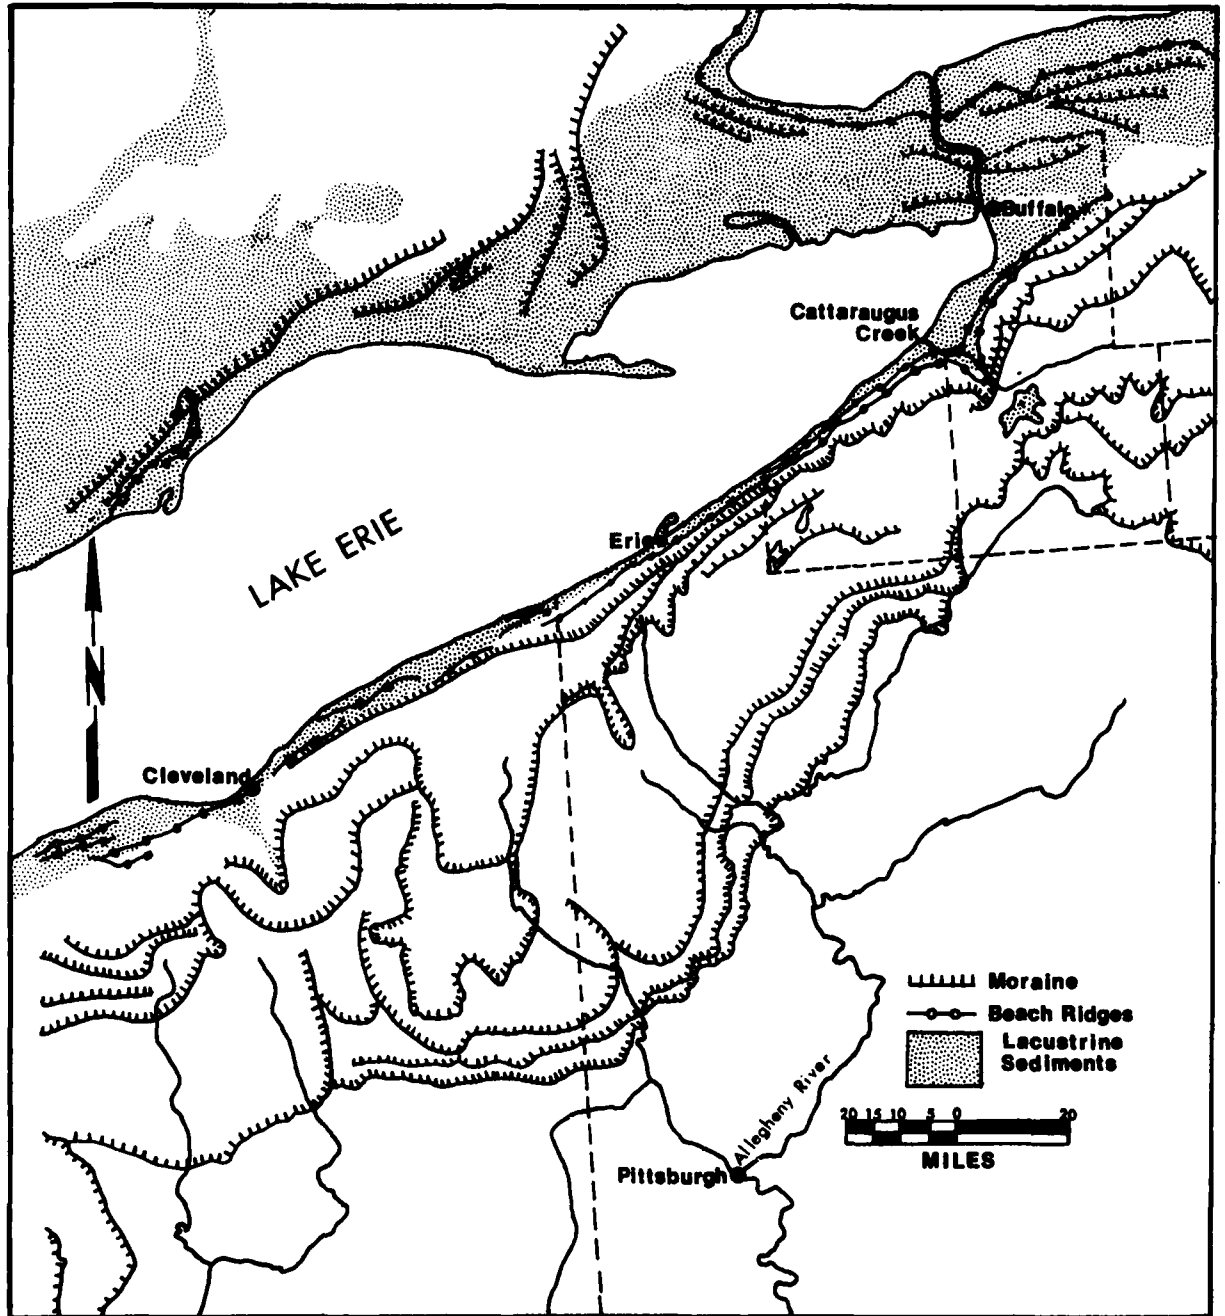 Buffalo
Cattaraugus
Creek
LAKE ERIE
Erie
N
Cleveland
Moraine
Beach Ridges
Lacustrine
Sediments
Allegheny River
20 15 10 5 0 20
MILES
Pittsburgh